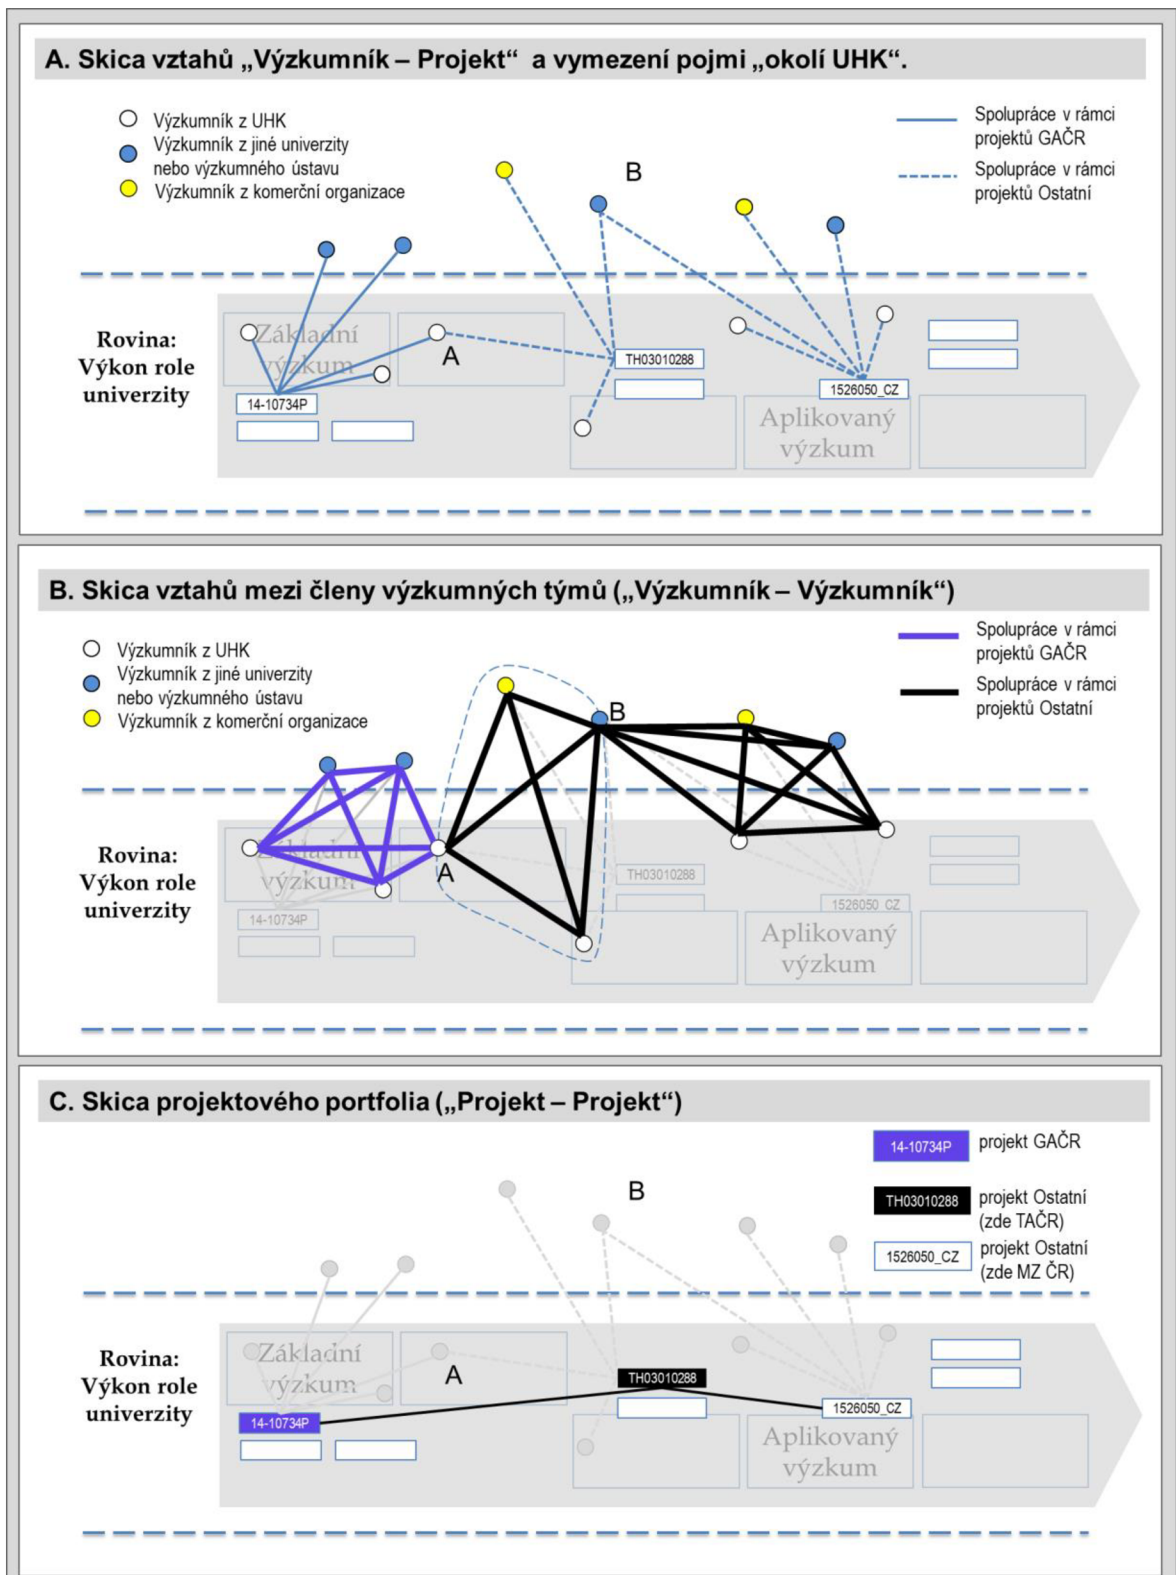 A. Skica vztahů „Výzkumník – Projekt“ a vymezení pojmi „okolí UHK“.
Výzkumník z UHK
Výzkumník z jiné univerzity
nebo výzkumného ústavu
Výzkumník z komerční organizace
B
Spolupráce v rámci
projektů GAČR
Spolupráce v rámci
projektů Ostatní
Rovina:
Výkon role
univerzity
Základní
výzkum
A
14-10734P
TH03010288
1526050_CZ
Aplikovaný
výzkum
B. Skica vztahů mezi členy výzkumných týmů („Výzkumník – Výzkumník“)
Výzkumník z UHK
Výzkumník z jiné univerzity
nebo výzkumného ústavu
Výzkumník z komerční organizace
B
Spolupráce v rámci
projektů GAČR
Spolupráce v rámci
projektů Ostatní
Rovina:
Výkon role
univerzity
Základní
výzkum
A
14-10734P
TH03010288
1526050_CZ
Aplikovaný
výzkum
C. Skica projektového portfolia („Projekt – Projekt“)
14-10734P projekt GAČR
B
TH03010288 projekt Ostatní
(zde TAČR)
1526050_CZ projekt Ostatní
(zde MZ ČR)
Rovina:
Výkon role
univerzity
Základní
výzkum
A
14-10734P
TH03010288
1526050_CZ
Aplikovaný
výzkum